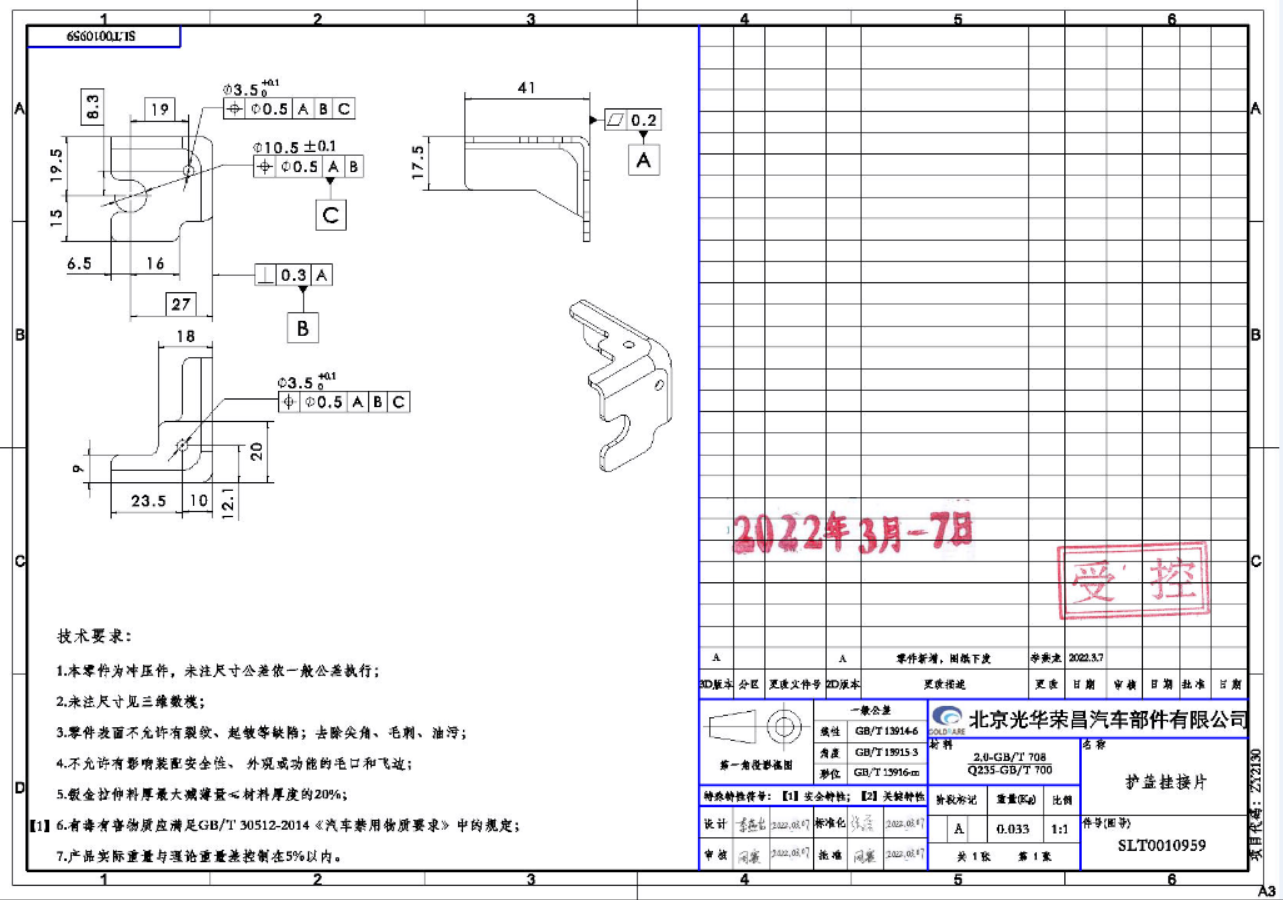 1 2 3 4 5 6
SLT0010959
A
B
C
D
8.3
19
Φ3.5 +0.1 0
⌖ Φ0.5 A B C
Φ10.5 ±0.1
⌖ Φ0.5 A B
C
19.5
15
6.5
16
⊥ 0.3 A
B
27
41
17.5
▱ 0.2
A
18
Φ3.5 +0.1 0
⌖ Φ0.5 A B C
9
20
23.5
10
12.1
2022年3月-7日
受控
技术要求：
1.本零件为冲压件，未注尺寸公差依一般公差执行；
2.未注尺寸见三维数模；
3.零件表面不允许有裂纹、起皱等缺陷；去除尖角、毛刺、油污；
4.不允许有影响装配安全性、外观或功能的毛口和飞边；
5.钣金拉伸料厚最大减薄量≤材料厚度的20%；
【1】6.有毒有害物质应满足GB/T 30512-2014《汽车禁用物质要求》中的规定；
7.产品实际重量与理论重量差控制在5%以内。
A A 零件新增，图纸下发 李燕龙 2022.3.7
3D版本 分区 更改文件号 2D版本 更改描述 更改 日期 审核 日期 批准 日期
第一角投影视图
一般公差
线性 GB/T 13914-6
角度 GB/T 13915-3
形位 GB/T 13916-m
特殊特性符号：【1】安全特性；【2】关键特性
设计 2022.03.07 标准化 2022.03.07
审核 2022.03.07 批准 2022.03.07
GOLDRARE
北京光华荣昌汽车部件有限公司
材料
2.0-GB/T 708
Q235-GB/T 700
名称
护盖挂接片
阶段标记 重量(Kg) 比例
A 0.033 1:1
共 1 张 第 1 张
件号(图号)
SLT0010959
项目代码：ZY2130
1 2 3 4 5 6
A3